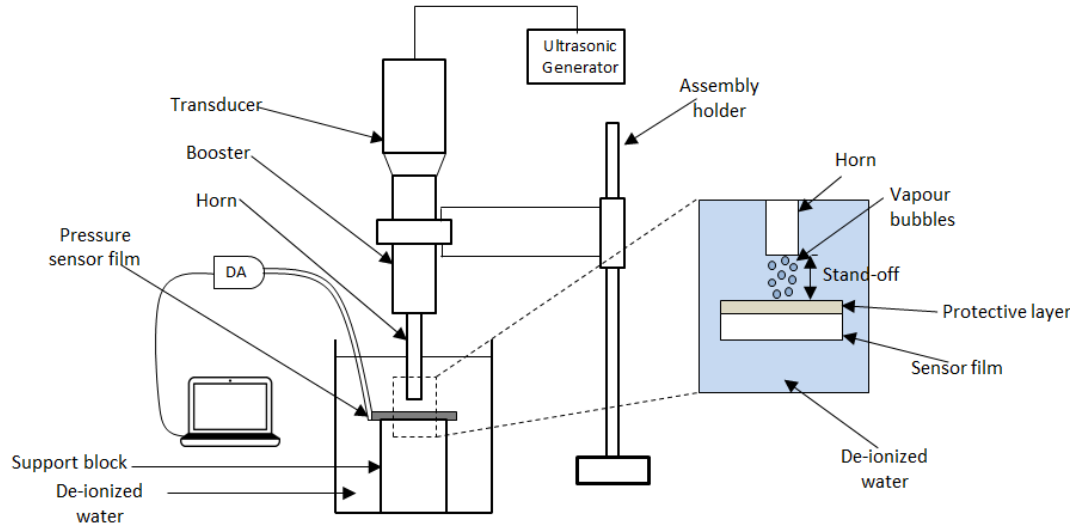 Ultrasonic
Generator
Transducer
Assembly
holder
Booster
Horn
Horn
Vapour
bubbles
Pressure
sensor film
DA
Stand-off
Protective layer
Sensor film
Support block
De-ionized
water
De-ionized
water